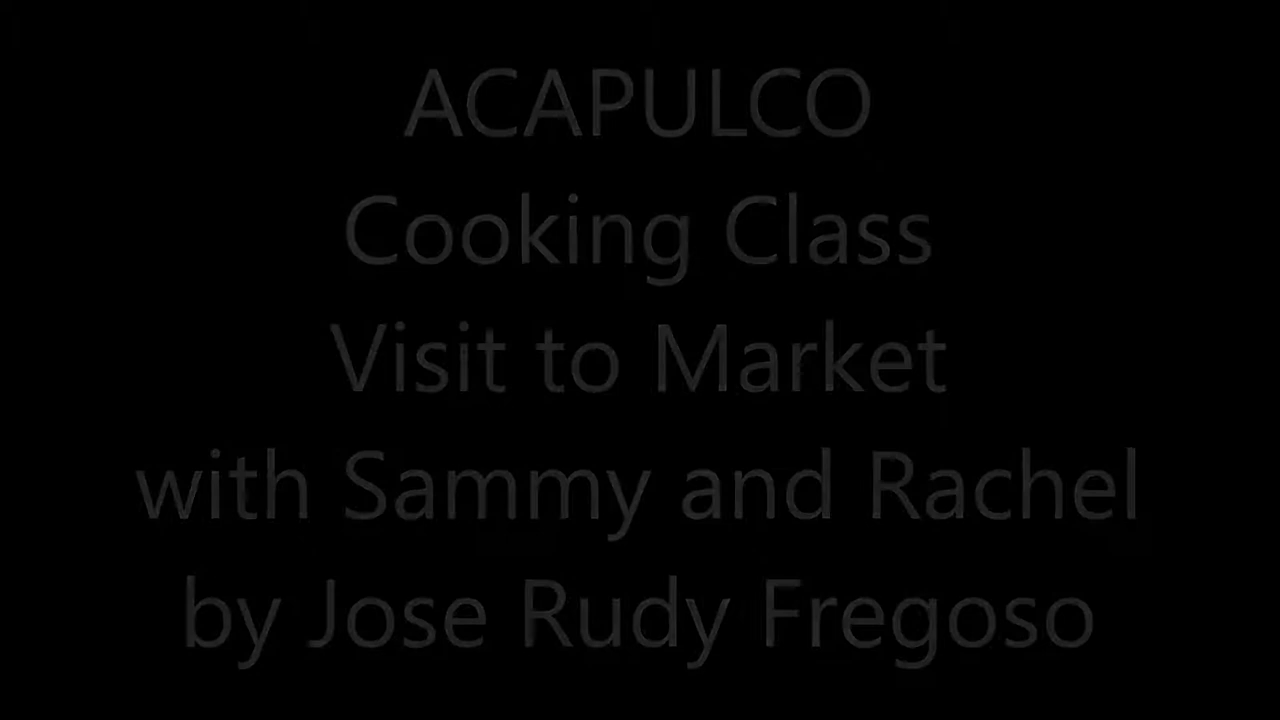 ACAPULCO
Cooking Class
Visit to Market
with Sammy and Rachel
by Jose Rudy Fregoso